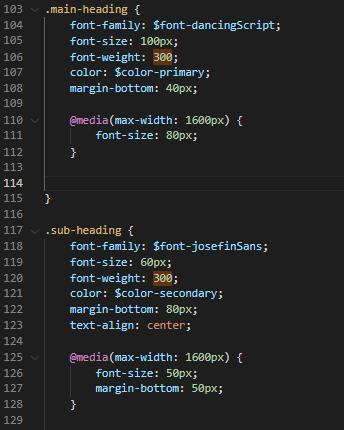 103 .main-heading {
104 font-family: $font-dancingScript;
105 font-size: 100px;
106 font-weight: 300;
107 color: $color-primary;
108 margin-bottom: 40px;
109
110 @media(max-width: 1600px) {
111 font-size: 80px;
112 }
113
114
115 }
116
117 .sub-heading {
118 font-family: $font-josefinSans;
119 font-size: 60px;
120 font-weight: 300;
121 color: $color-secondary;
122 margin-bottom: 80px;
123 text-align: center;
124
125 @media(max-width: 1600px) {
126 font-size: 50px;
127 margin-bottom: 50px;
128 }
129